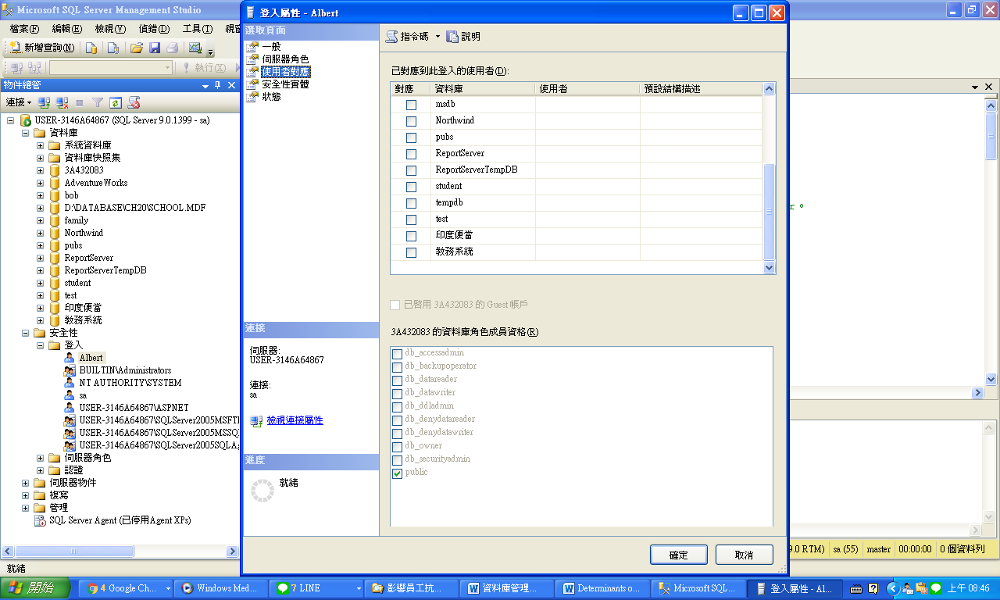 Microsoft SQL Server Management Studio
檔案(F) 編輯(E) 檢視(V) 偵錯(D) 工具(T) 視窗
新增查詢(N)
執行(X)
物件總管
連接
USER-3146A64867 (SQL Server 9.0.1399 - sa)
資料庫
系統資料庫
資料庫快照集
3A432083
AdventureWorks
bob
D:\DATABASE\CH20\SCHOOL.MDF
family
Northwind
pubs
ReportServer
ReportServerTempDB
student
test
印度便當
教務系統
安全性
登入
Albert
BUILTIN\Administrators
NT AUTHORITY\SYSTEM
sa
USER-3146A64867\ASPNET
USER-3146A64867\SQLServer2005MSFTE
USER-3146A64867\SQLServer2005MSSQ
USER-3146A64867\SQLServer2005SQLA
伺服器角色
認證
伺服器物件
複寫
管理
SQL Server Agent (已停用Agent XPs)
就緒
登入屬性 - Albert
選取頁面
一般
伺服器角色
使用者對應
安全性實體
狀態
連接
伺服器:
USER-3146A64867
連接:
sa
檢視連接屬性
進度
就緒
指令碼 說明
已對應到此登入的使用者(D):
對應 資料庫 使用者 預設結構描述
msdb
Northwind
pubs
ReportServer
ReportServerTempDB
student
tempdb
test
印度便當
教務系統
已啓用 3A432083 的 Guest 帳戶
3A432083 的資料庫角色成員資格(R)
db_accessadmin
db_backupoperator
db_datareader
db_datawriter
db_ddladmin
db_denydatareader
db_denydatawriter
db_owner
db_securityadmin
public
確定 取消
r。
9.0 RTM) sa (55) master 00:00:00 0 個資料列
開始 4 Google Ch... Windows Med... 7 LINE 影響員工抗... 資料庫管理... Determinants o... Microsoft SQL... 登入屬性 - Al... 上午 08:46